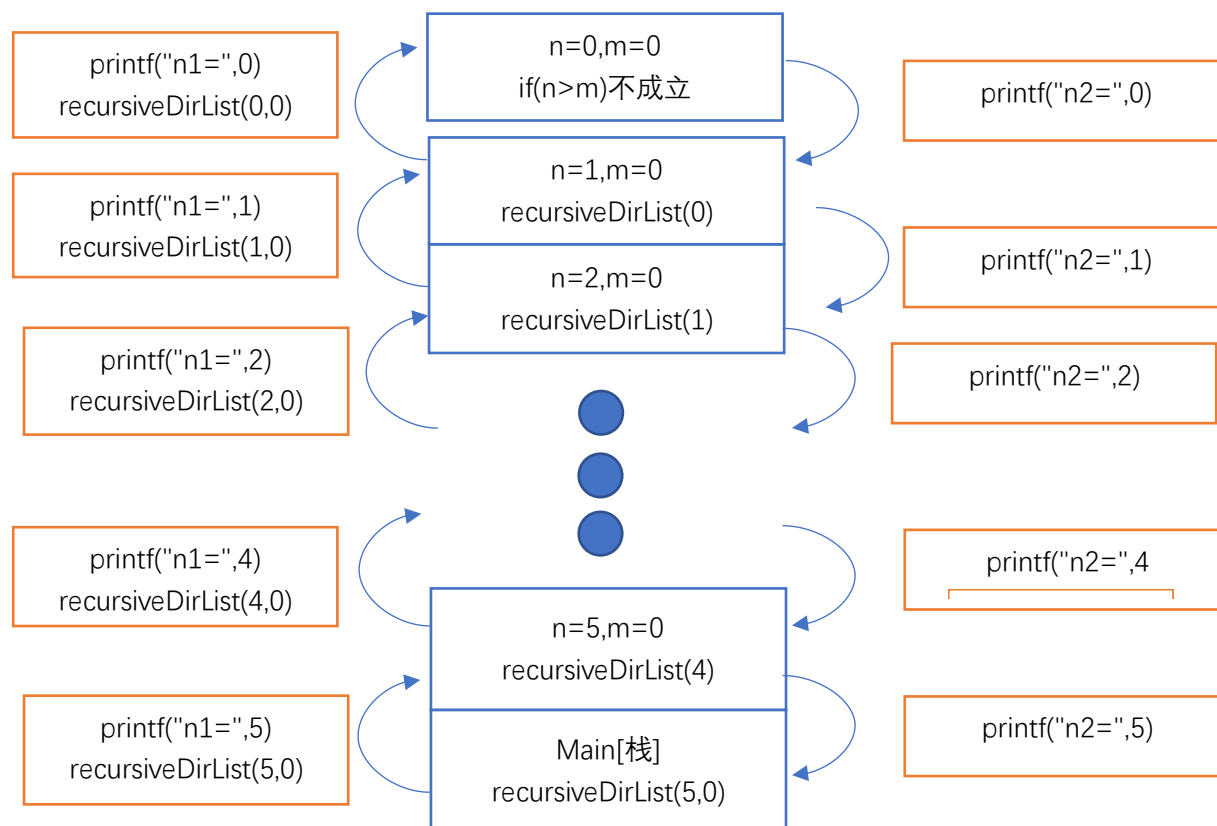 printf("n1=",0)
recursiveDirList(0,0)
n=0,m=0
if(n>m)不成立
printf("n2=",0)
printf("n1=",1)
recursiveDirList(1,0)
n=1,m=0
recursiveDirList(0)
n=2,m=0
recursiveDirList(1)
printf("n2=",1)
printf("n1=",2)
recursiveDirList(2,0)
printf("n2=",2)
printf("n1=",4)
recursiveDirList(4,0)
n=5,m=0
recursiveDirList(4)
printf("n2=",4
printf("n1=",5)
recursiveDirList(5,0)
Main[栈]
recursiveDirList(5,0)
printf("n2=",5)